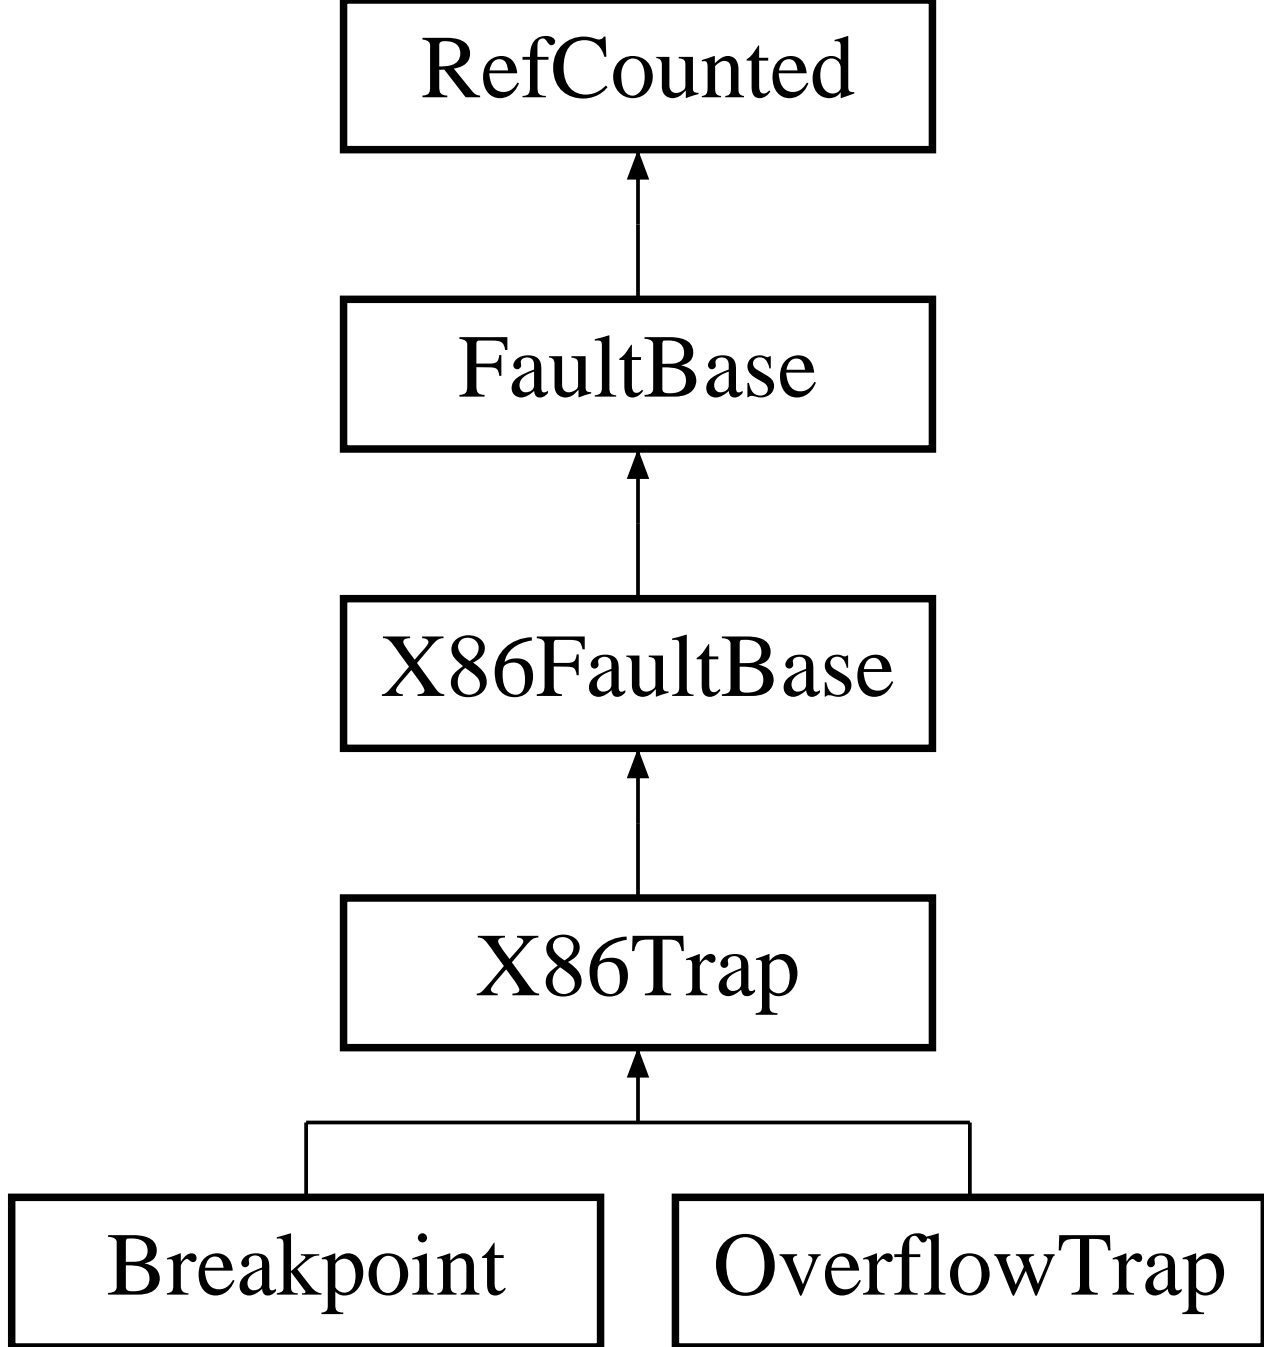 RefCounted
FaultBase
X86FaultBase
X86Trap
Breakpoint
OverflowTrap